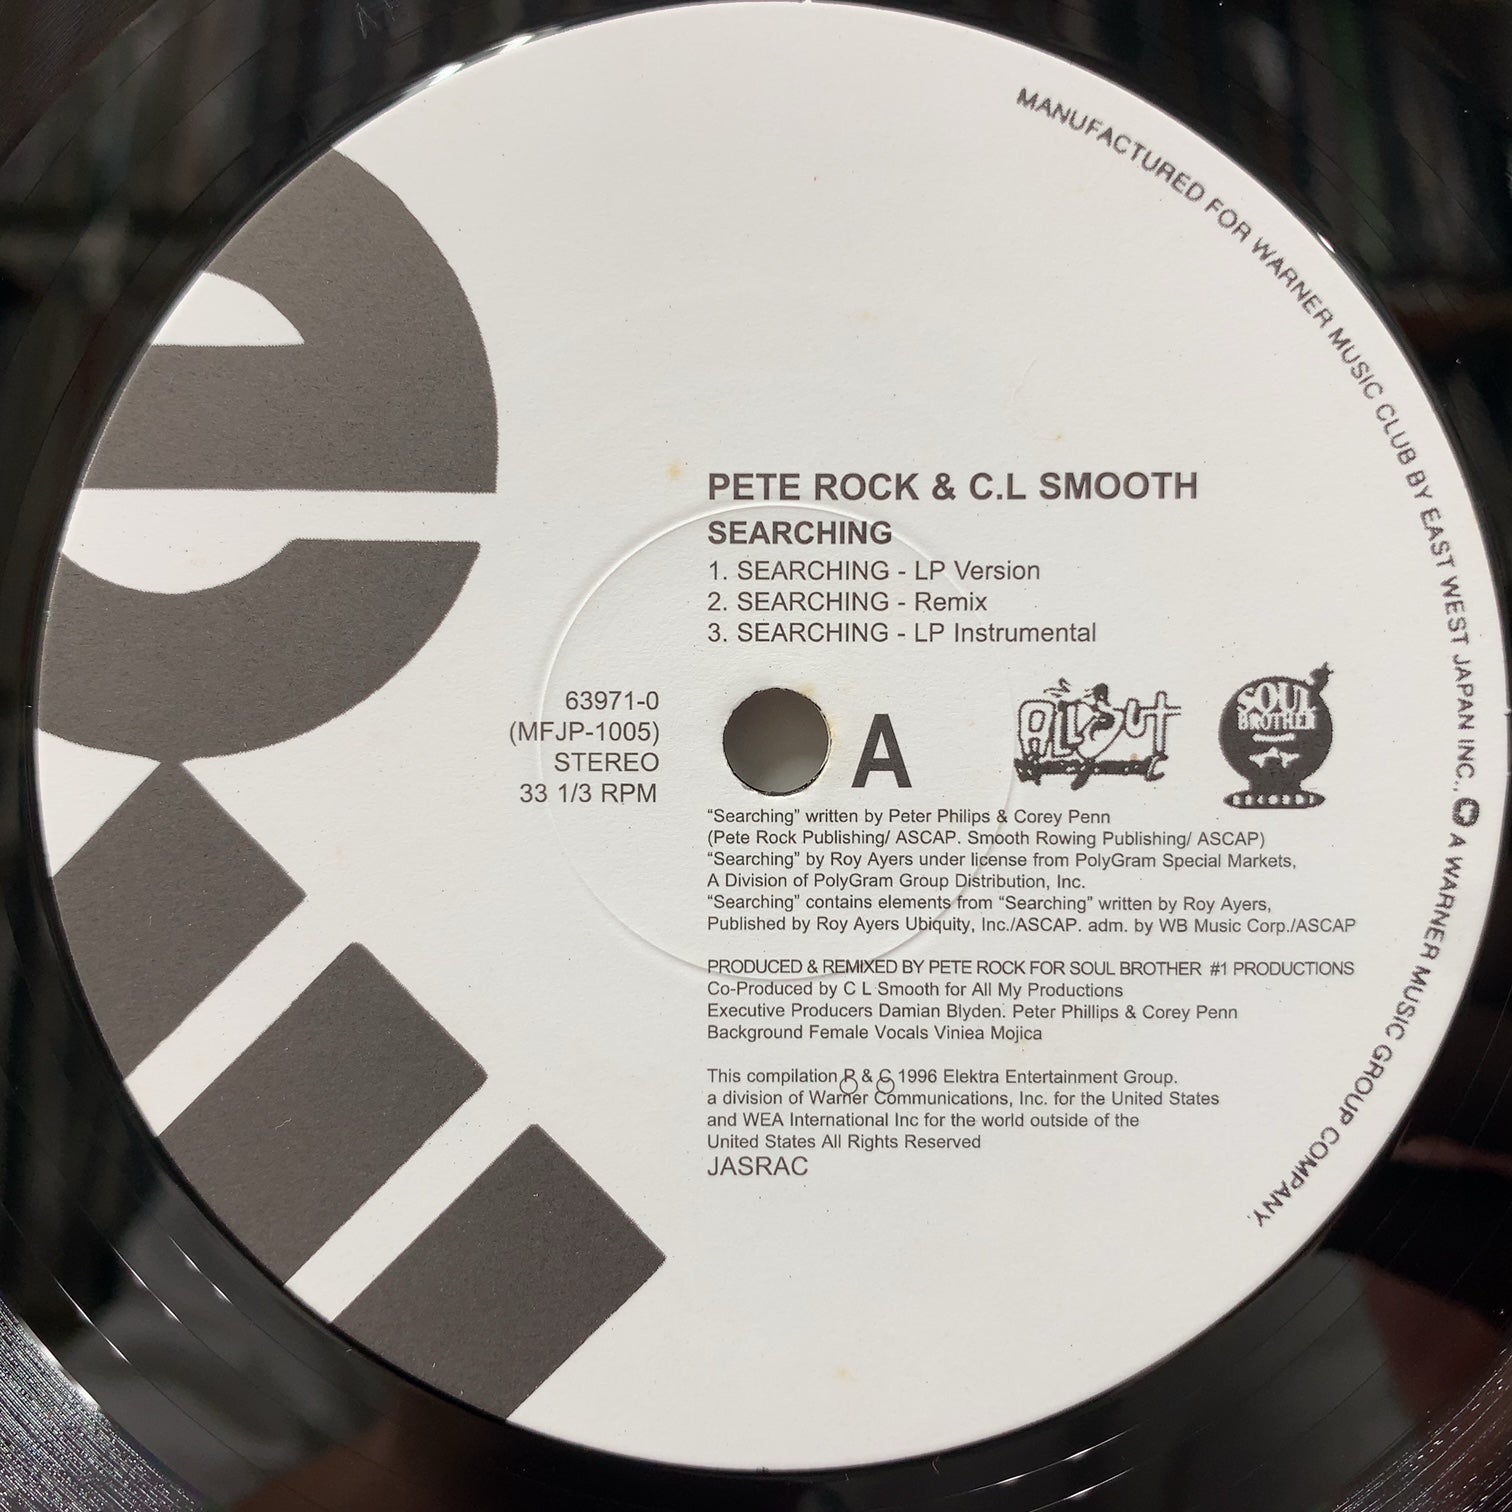 MANUFACTURED FOR WARNER MUSIC CLUB BY EAST WEST JAPAN INC., A WARNER MUSIC GROUP COMPANY.
PETE ROCK & C.L SMOOTH
SEARCHING
1. SEARCHING - LP Version
2. SEARCHING - Remix
3. SEARCHING - LP Instrumental
63971-0
(MFJP-1005)
STEREO
33 1/3 RPM
A
SOUL
BROTHER
RECORDS
“Searching” written by Peter Philips & Corey Penn
(Pete Rock Publishing/ ASCAP. Smooth Rowing Publishing/ ASCAP)
“Searching” by Roy Ayers under license from PolyGram Special Markets,
A Division of PolyGram Group Distribution, Inc.
“Searching” contains elements from “Searching” written by Roy Ayers,
Published by Roy Ayers Ubiquity, Inc./ASCAP. adm. by WB Music Corp./ASCAP
PRODUCED & REMIXED BY PETE ROCK FOR SOUL BROTHER #1 PRODUCTIONS
Co-Produced by C L Smooth for All My Productions
Executive Producers Damian Blyden. Peter Phillips & Corey Penn
Background Female Vocals Viniea Mojica
This compilation P & C 1996 Elektra Entertainment Group.
a division of Warner Communications, Inc. for the United States
and WEA International Inc for the world outside of the
United States All Rights Reserved
JASRAC